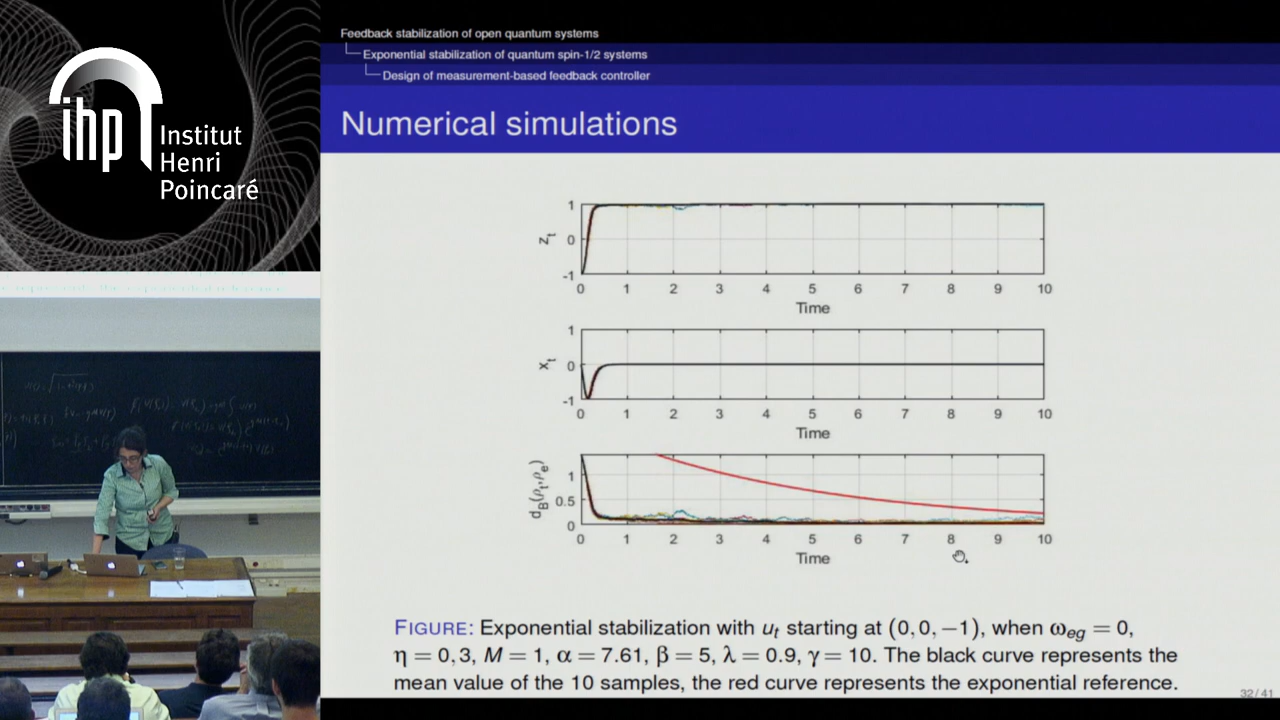 ihp Institut
Henri
Poincaré
Feedback stabilization of open quantum systems
Exponential stabilization of quantum spin-1/2 systems
Design of measurement-based feedback controller
Numerical simulations
1
0
-1
z_t
0 1 2 3 4 5 6 7 8 9 10
Time
1
0
-1
x_t
0 1 2 3 4 5 6 7 8 9 10
Time
1
0.5
0
d_B(ρ_t,ρ_e)
0 1 2 3 4 5 6 7 8 9 10
Time
FIGURE: Exponential stabilization with u_t starting at (0,0,−1), when ω_eg = 0,
η = 0,3, M = 1, α = 7.61, β = 5, λ = 0.9, γ = 10. The black curve represents the
mean value of the 10 samples, the red curve represents the exponential reference.
32/41